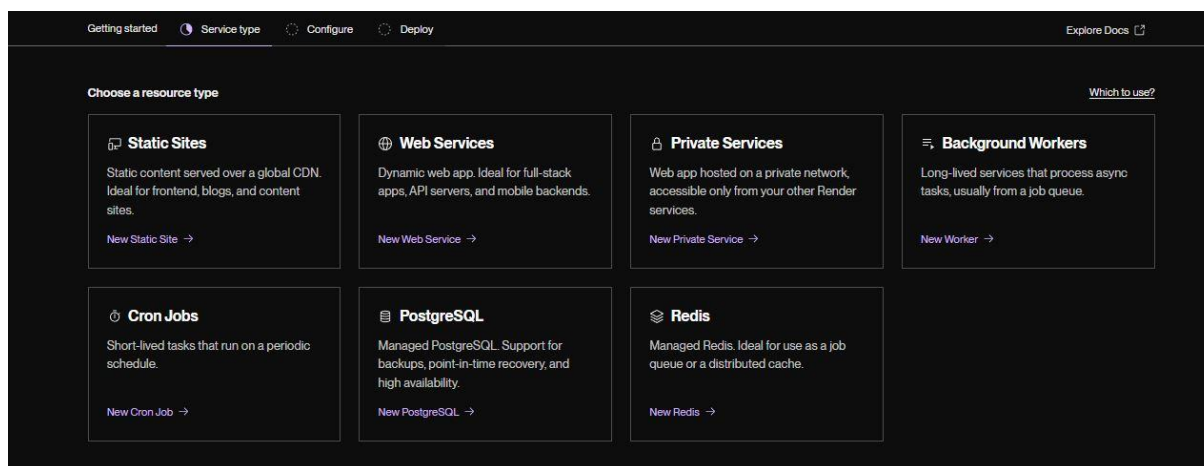 Getting started
Service type
Configure
Deploy
Explore Docs
Choose a resource type
Which to use?
Static Sites
Static content served over a global CDN.
Ideal for frontend, blogs, and content
sites.
New Static Site →
Web Services
Dynamic web app. Ideal for full-stack
apps, API servers, and mobile backends.
New Web Service →
Private Services
Web app hosted on a private network,
accessible only from your other Render
services.
New Private Service →
Background Workers
Long-lived services that process async
tasks, usually from a job queue.
New Worker →
Cron Jobs
Short-lived tasks that run on a periodic
schedule.
New Cron Job →
PostgreSQL
Managed PostgreSQL. Support for
backups, point-in-time recovery, and
high availability.
New PostgreSQL →
Redis
Managed Redis. Ideal for use as a job
queue or a distributed cache.
New Redis →